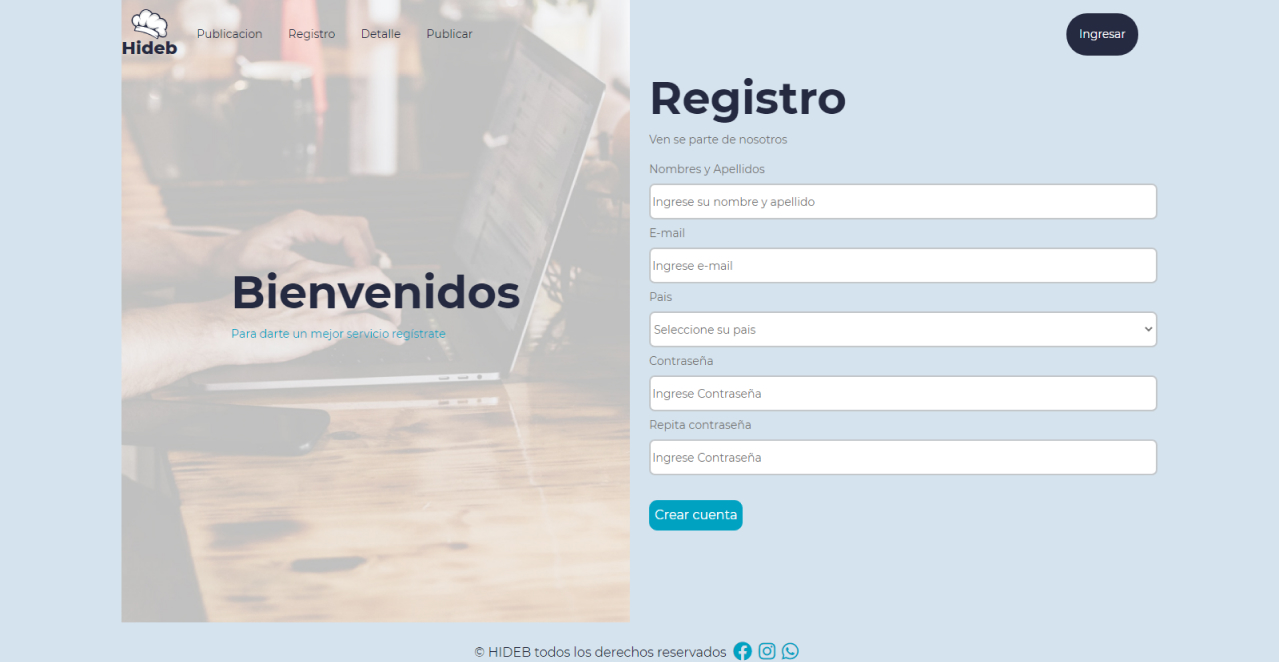 Hideb
Publicacion
Registro
Detalle
Publicar
Ingresar
Bienvenidos
Para darte un mejor servicio regístrate
Registro
Ven se parte de nosotros
Nombres y Apellidos
Ingrese su nombre y apellido
E-mail
Ingrese e-mail
Pais
Seleccione su pais
Contraseña
Ingrese Contraseña
Repita contraseña
Ingrese Contraseña
Crear cuenta
© HIDEB todos los derechos reservados